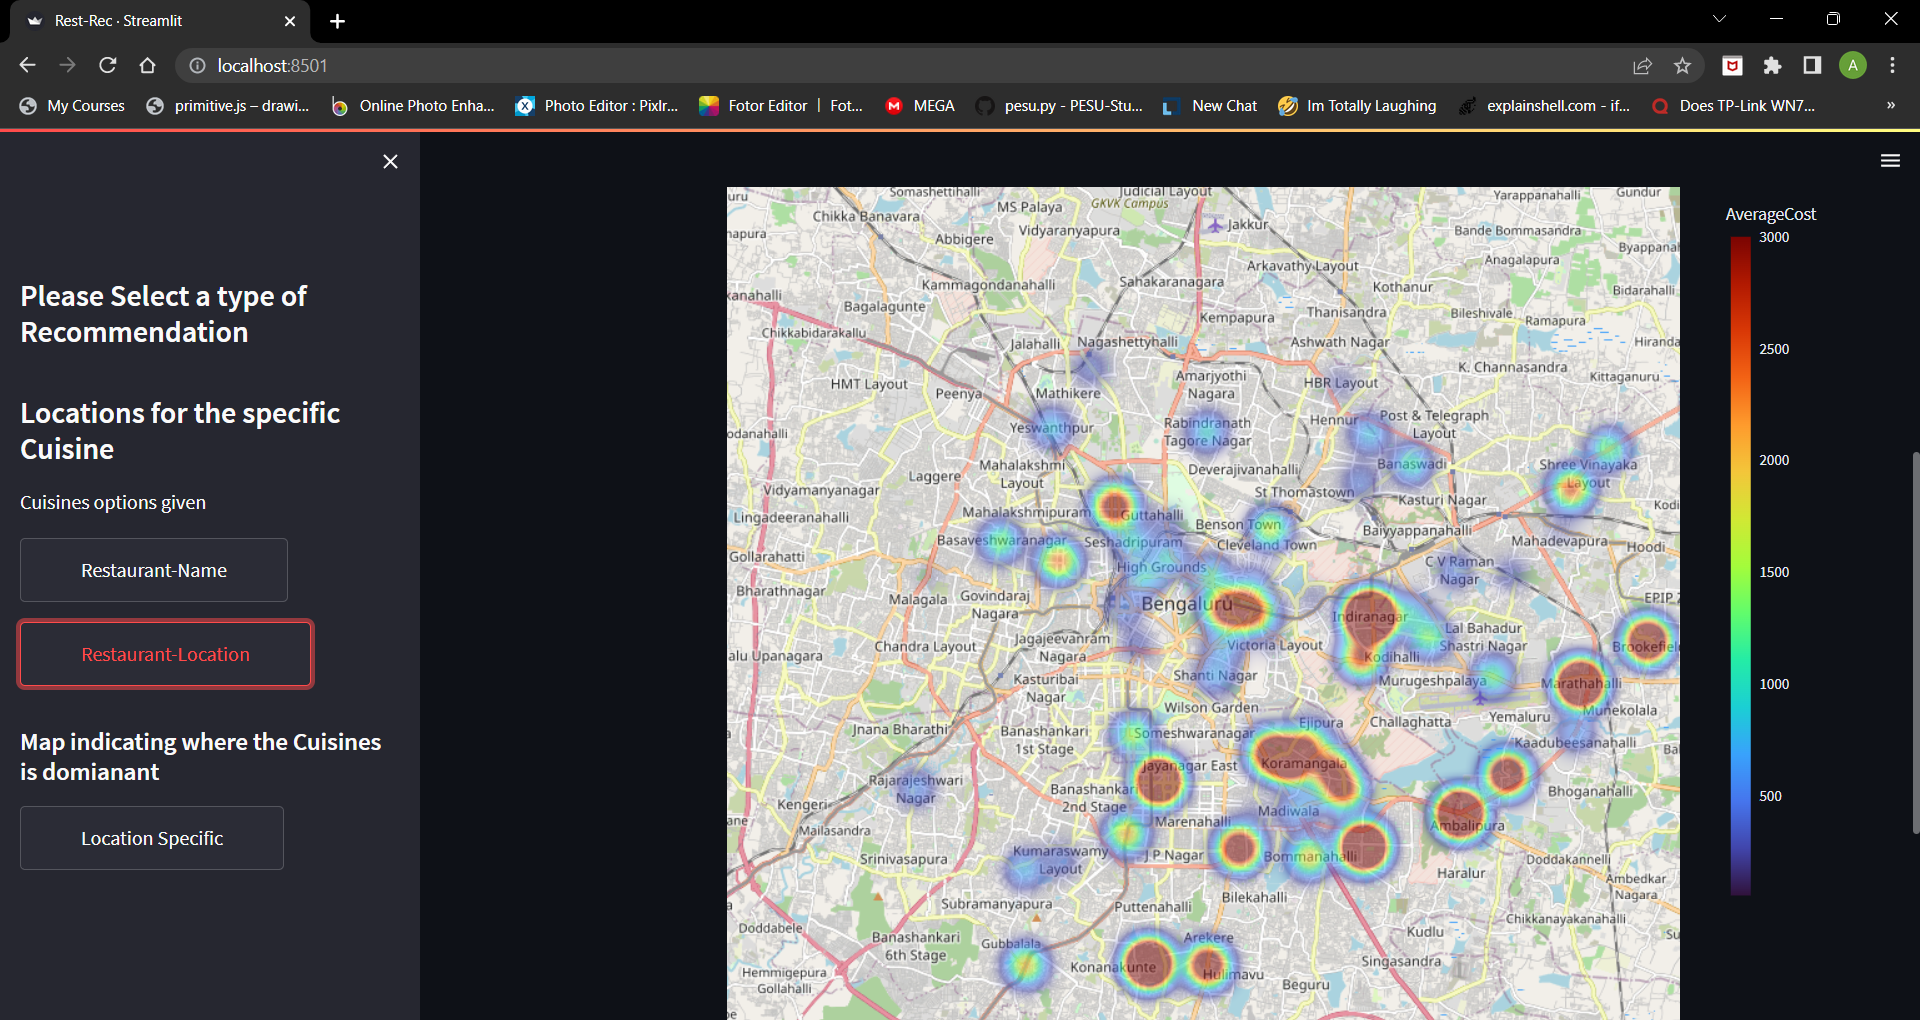 Rest-Rec · Streamlit
localhost:8501
A
My Courses
primitive.js – drawi...
Online Photo Enha...
Photo Editor : Pixlr...
Fotor Editor | Fot...
MEGA
pesu.py - PESU-Stu...
New Chat
Im Totally Laughing
explainshell.com - if...
Does TP-Link WN7...
»
Please Select a type of
Recommendation
Locations for the specific
Cuisine
Cuisines options given
Restaurant-Name
Restaurant-Location
Map indicating where the Cuisines
is domianant
Location Specific
Somashettihalli
Judicial Layout
Yarappanahalli
Gundur
uru
MS Palaya
GKVK Campus
Chikka Banavara
Jakkur
Vidyaranyapura
Bande Bommasandra
napura
Abbigere
Byappanah
Anagalapura
Arkavathy Layout
Kammagondanahalli
Sahakaranagara
Kothanur
Bidarahalli
kanahalli
Bagalagunte
Kempapura
Thanisandra
Bileshivale
Ramapura
Chikkabidarakallu
Jalahalli
Nagashettyhalli
Ashwath Nagar
Hiranda
K. Channasandra
HMT Layout
Amarjyothi
Nagara
HBR Layout
Kittaganuru
Peenya
Mathikere
Yeswanthpur
Rabindranath
Tagore Nagar
Hennur
Post & Telegraph
Layout
odanahalli
Mahalakshmi
Layout
Laggere
Deverajivanahalli
Banaswadi
Shree Vinayaka
Layout
Vidyamanyanagar
St Thomastown
Kasturi Nagar
Kodi
Lingadeeranahalli
Mahalakshmipuram
Guttahalli
Benson Town
Baiyyappanahalli
Basaveshwaranagar
Seshadripuram
Cleveland Town
Mahadevapura
Hoodi
Gollarahatti
High Grounds
C V Raman
Nagar
Bharathnagar
Malagala
Govindaraj
Nagara
Bengaluru
EPIP
Indiranagar
Lal Bahadur
Shastri Nagar
Chandra Layout
Jagajeevanram
Nagara
Victoria Layout
Brookefiel
alu Upanagara
Kodihalli
Kasturibai
Nagar
Shanti Nagar
Murugeshpalaya
Marathahalli
Wilson Garden
Munekolala
Jnana Bharathi
Banashankari
1st Stage
Someshwaranagar
Ejipura
Challaghatta
Yemaluru
Kaadubeesanahalli
Bal
Jayanagar East
Koramangala
Rajarajeshwari
Nagar
Banashankari
2nd Stage
Bhoganahalli
Kengeri
Madiwala
ane
Mailasandra
Marenahalli
Ambalipura
Srinivasapura
Kumaraswamy
Layout
J P Nagar
Bommanahalli
Doddakannelli
Haralur
Ambedkar
Nagara
Bilekahalli
Subramanyapura
Puttenahalli
Chikkanayakanahalli
Doddabele
Banashankari
6th Stage
Gubbalala
Arekere
Kudlu
Su
Hemmigepura
Gollahalli
Konanakunte
Hulimavu
Singasandra
Beguru
AverageCost
3000
2500
2000
1500
1000
500